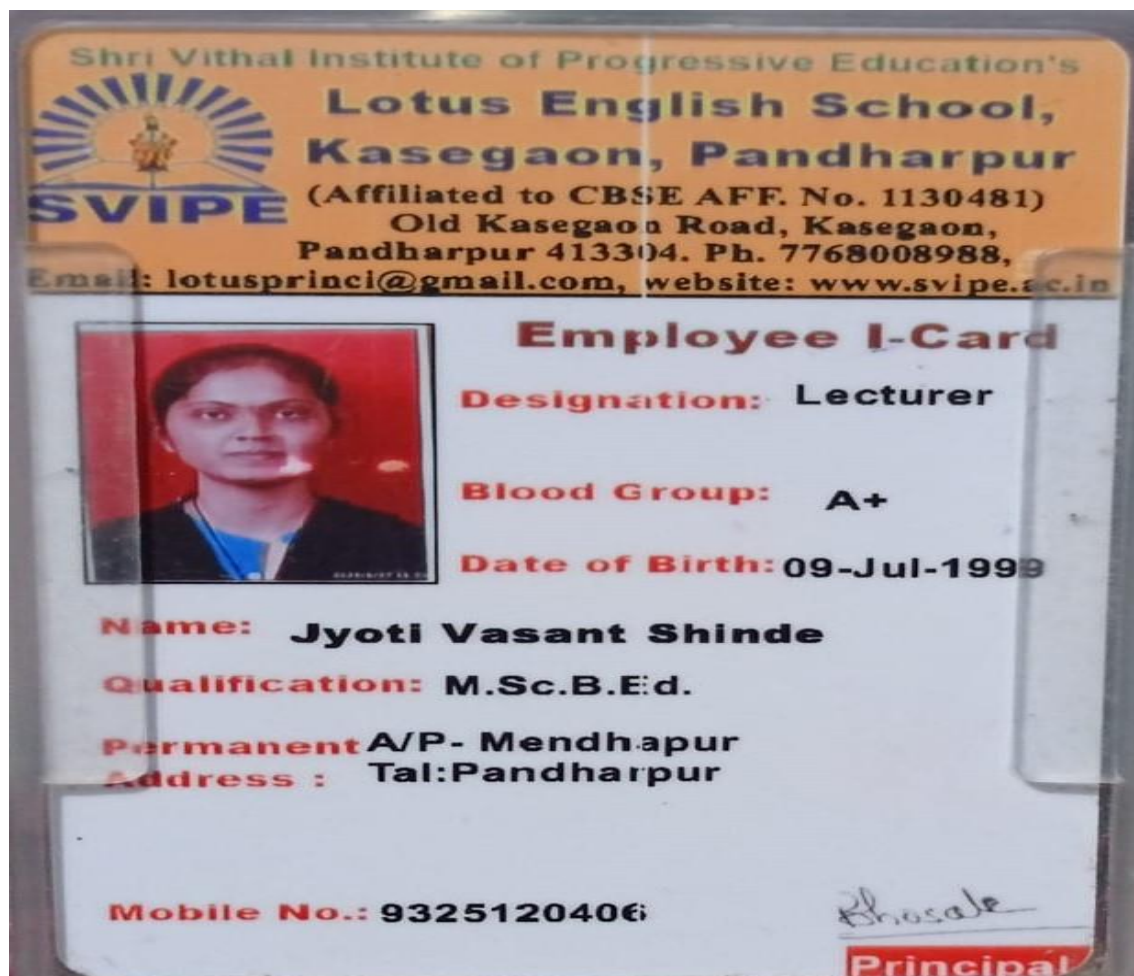 Shri Vithal Institute of Progressive Education's
Lotus English School,
Kasegaon, Pandharpur
SVIPE
(Affiliated to CBSE AFF. No. 1130481)
Old Kasegaon Road, Kasegaon,
Pandharpur 413304. Ph. 7768008988,
Email: lotusprinci@gmail.com, website: www.svipe.ac.in
Employee I-Card
Designation: Lecturer
Blood Group: A+
Date of Birth: 09-Jul-1999
Name: Jyoti Vasant Shinde
Qualification: M.Sc.B.Ed.
Permanent A/P- Mendhapur
Address : Tal:Pandharpur
Mobile No.: 9325120406
Bhosale
Principal